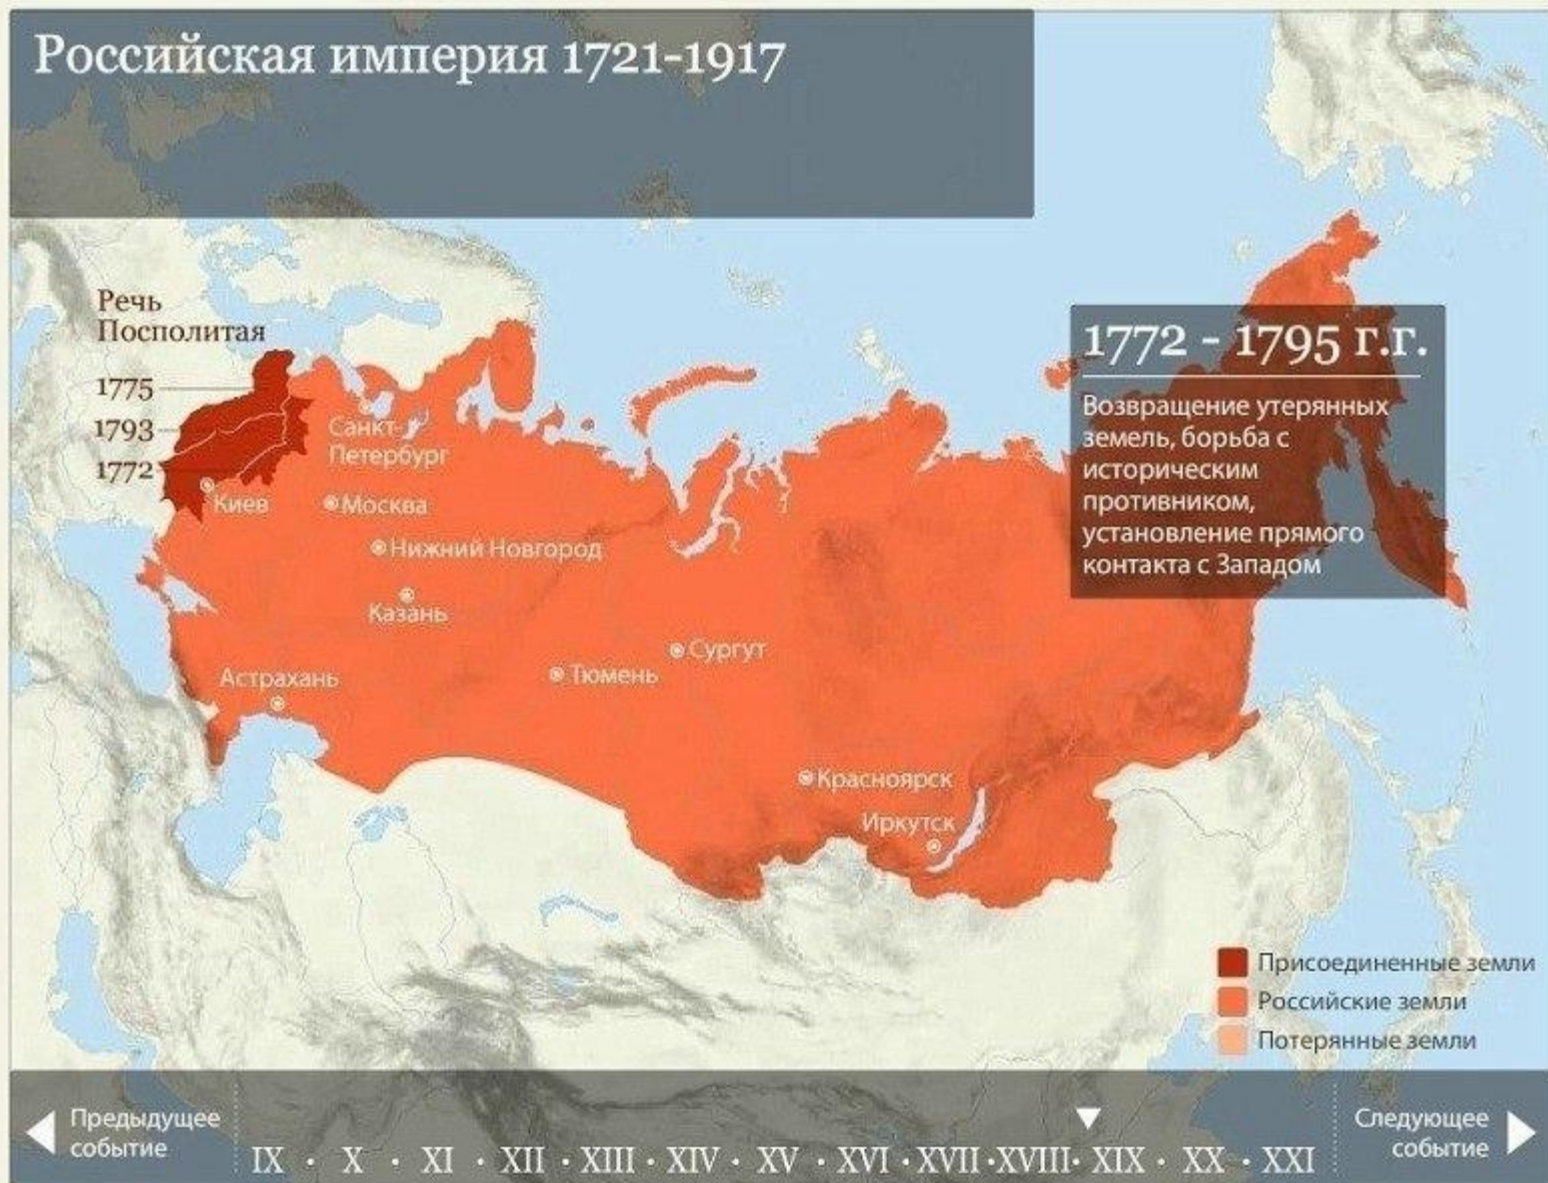 Российская империя 1721-1917
Речь
Посполитая
1775
1793
1772
Санкт-
Петербург
Киев
Москва
Нижний Новгород
Казань
Астрахань
Сургут
Тюмень
Красноярск
Иркутск
1772 - 1795 г.г.
Возвращение утерянных
земель, борьба с
историческим
противником,
установление прямого
контакта с Западом
Присоединенные земли
Российские земли
Потерянные земли
Предыдущее
событие
IX · X · XI · XII · XIII · XIV · XV · XVI · XVII · XVIII · XIX · XX · XXI
Следующее
событие